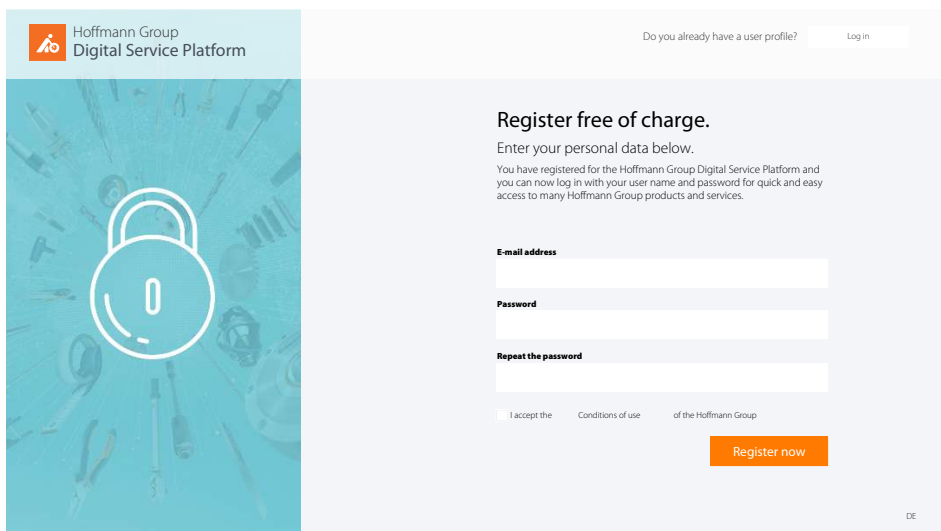 Hoffmann Group
Digital Service Platform
Do you already have a user profile? Log in
Register free of charge.
Enter your personal data below.
You have registered for the Hoffmann Group Digital Service Platform and
you can now log in with your user name and password for quick and easy
access to many Hoffmann Group products and services.
E-mail address
Password
Repeat the password
I accept the Conditions of use of the Hoffmann Group
Register now
DE